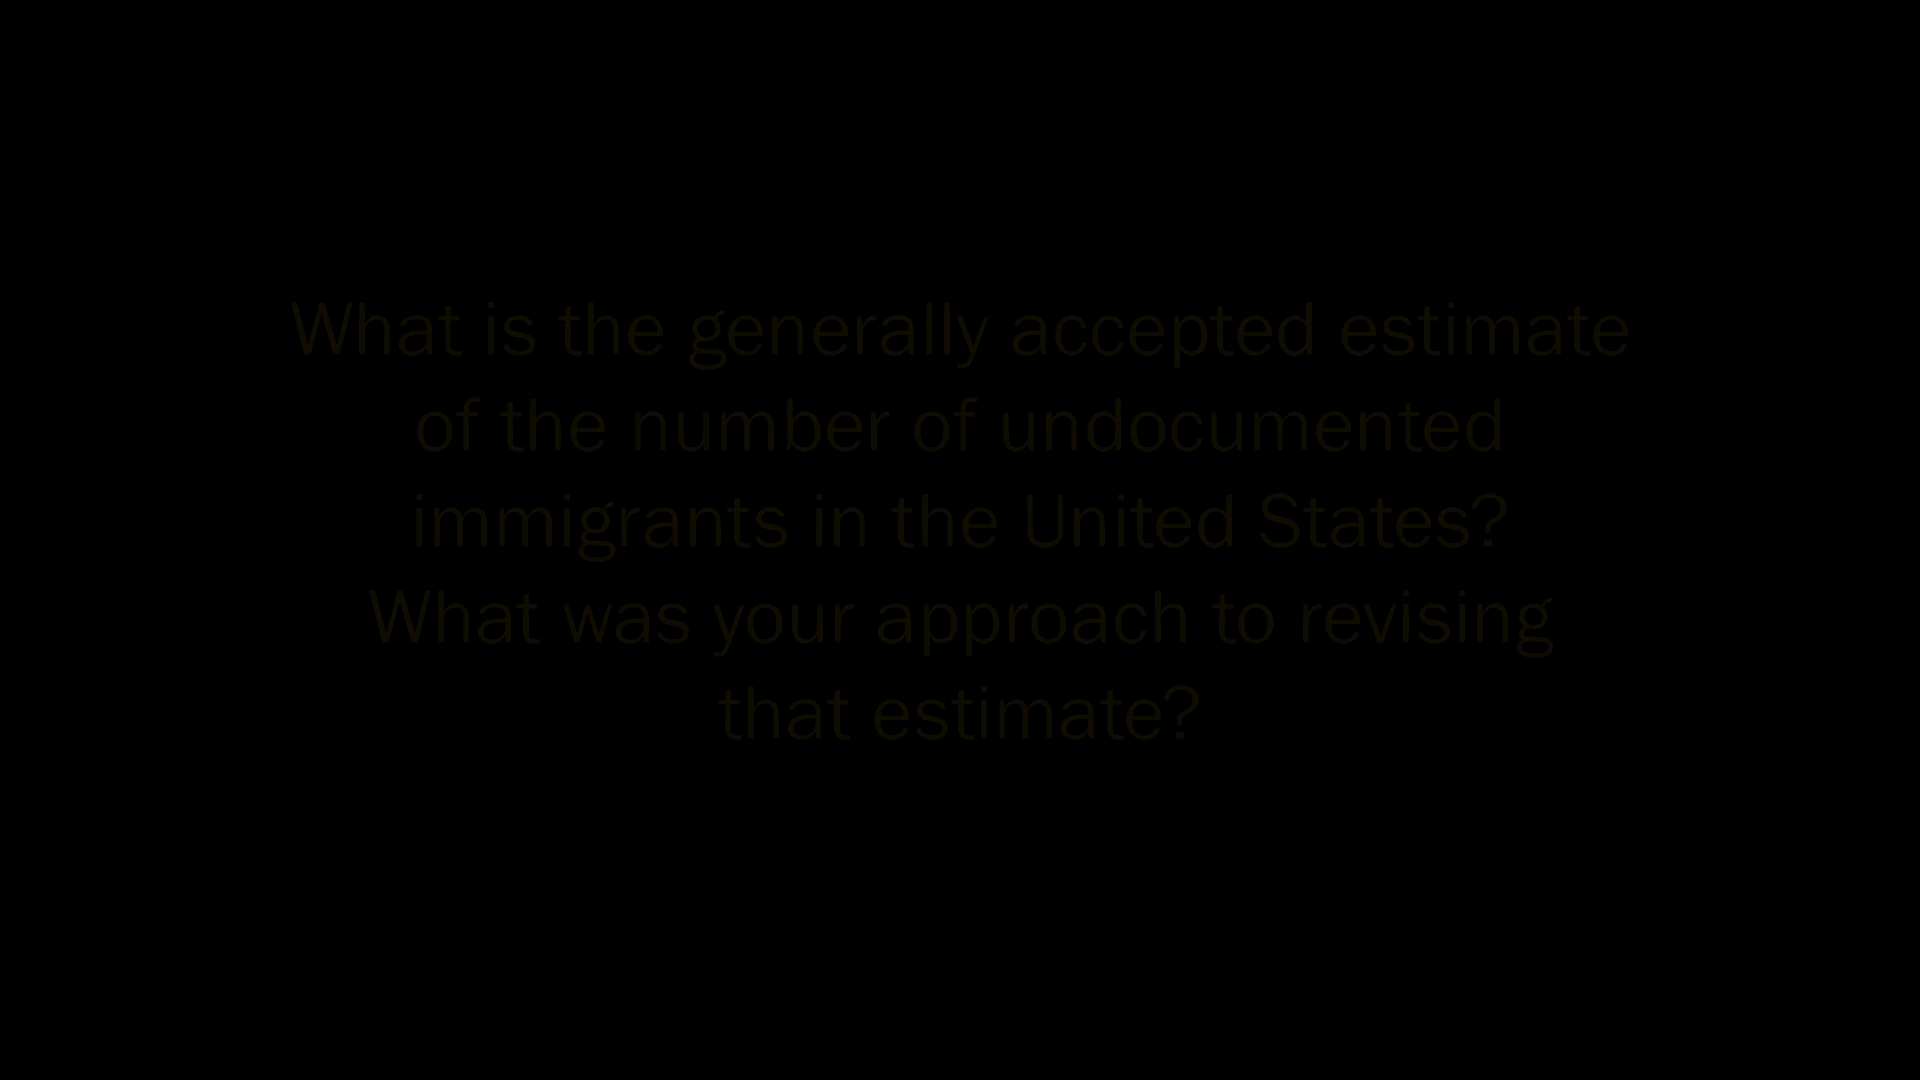 What is the generally accepted estimate
of the number of undocumented
immigrants in the United States?
What was your approach to revising
that estimate?